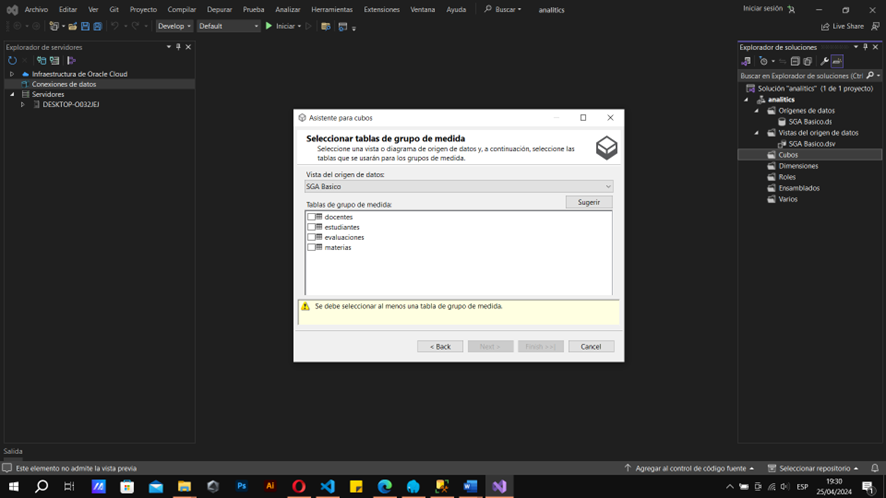 Archivo Editar Ver Git Proyecto Compilar Depurar Prueba Analizar Herramientas Extensiones Ventana Ayuda Buscar analitics Iniciar sesión
Develop Default Iniciar Live Share
Explorador de servidores
Infraestructura de Oracle Cloud
Conexiones de datos
Servidores
DESKTOP-O032JEJ
Asistente para cubos
Seleccionar tablas de grupo de medida
Seleccione una vista o diagrama de origen de datos y, a continuación, seleccione las
tablas que se usarán para los grupos de medida.
Vista del origen de datos:
SGA Basico
Tablas de grupo de medida:
Sugerir
docentes
estudiantes
evaluaciones
materias
Se debe seleccionar al menos una tabla de grupo de medida.
< Back Next > Finish >>| Cancel
Explorador de soluciones
Buscar en Explorador de soluciones (Ctrl
Solución "analitics" (1 de 1 proyecto)
analitics
Orígenes de datos
SGA Basico.ds
Vistas del origen de datos
SGA Basico.dsv
Cubos
Dimensiones
Roles
Ensamblados
Varios
Salida
Este elemento no admite la vista previa Agregar al control de código fuente Seleccionar repositorio
Ps Ai W ESP
19:30
25/04/2024
1